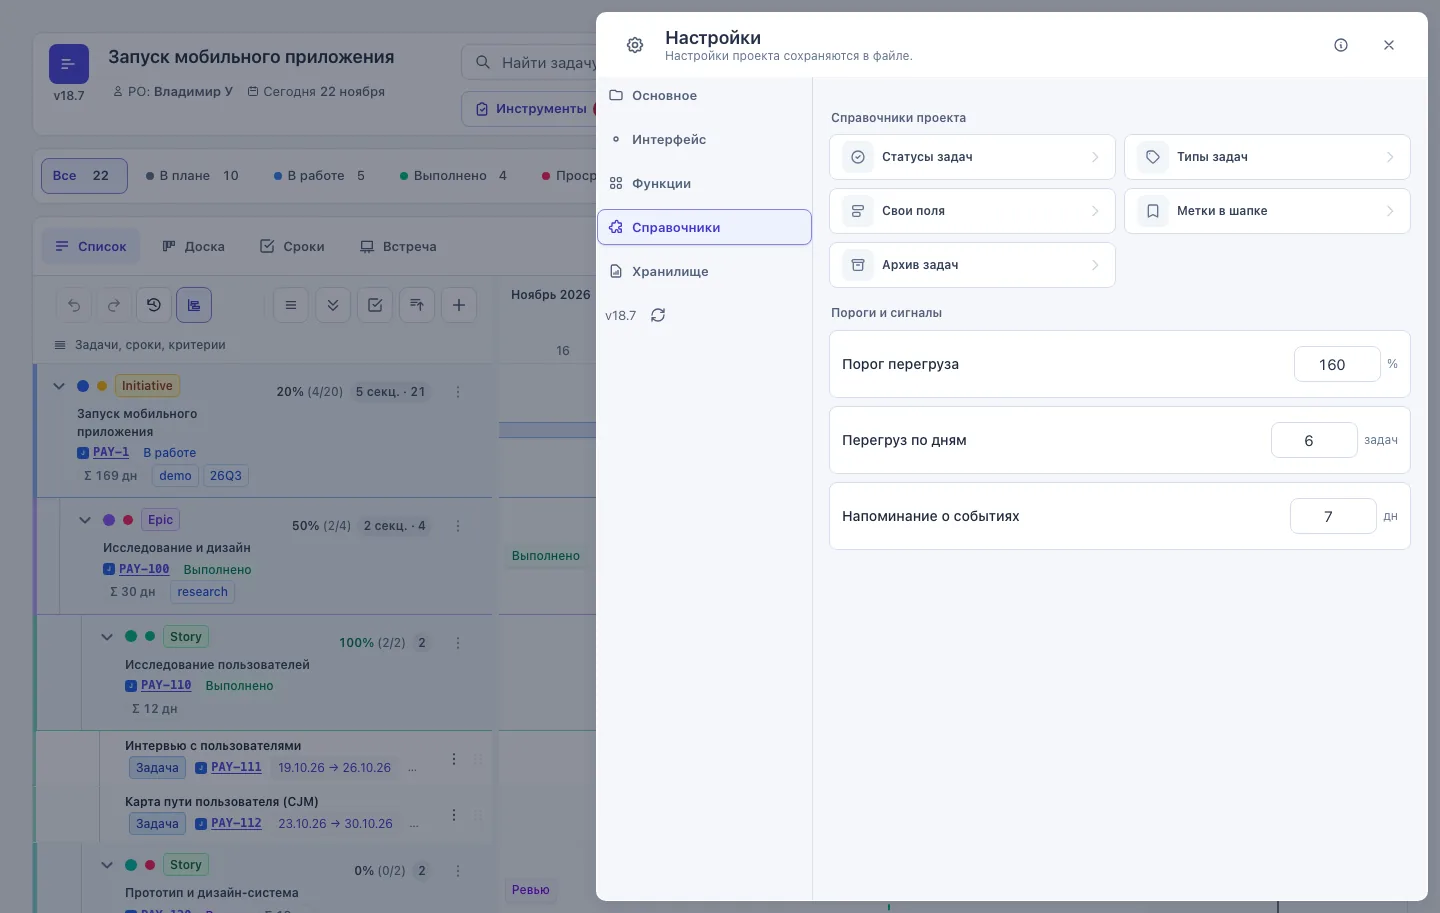 Запуск мобильного приложения
v18.7
PO: Владимир У
Сегодня 22 ноября
Найти задачу
Инструменты
Все 22
В плане 10
В работе 5
Выполнено 4
Проср
Список
Доска
Сроки
Встреча
Ноябрь 2026
Задачи, сроки, критерии
16
Initiative
20% (4/20)
5 секц. · 21
Запуск мобильного
приложения
PAY-1 В работе
Σ 169 дн demo 26Q3
Epic
50% (2/4)
2 секц. · 4
Исследование и дизайн
PAY-100 Выполнено
Σ 30 дн research
Выполнено
Story
100% (2/2) 2
Исследование пользователей
PAY-110 Выполнено
Σ 12 дн
Интервью с пользователями
Задача PAY-111 19.10.26 → 26.10.26 ...
Карта пути пользователя (CJM)
Задача PAY-112 23.10.26 → 30.10.26 ...
Story
0% (0/2) 2
Прототип и дизайн-система
Ревью
Настройки
Настройки проекта сохраняются в файле.
Основное
Интерфейс
Функции
Справочники
Хранилище
v18.7
Справочники проекта
Статусы задач
Типы задач
Свои поля
Метки в шапке
Архив задач
Пороги и сигналы
Порог перегруза 160 %
Перегруз по дням 6 задач
Напоминание о событиях 7 дн